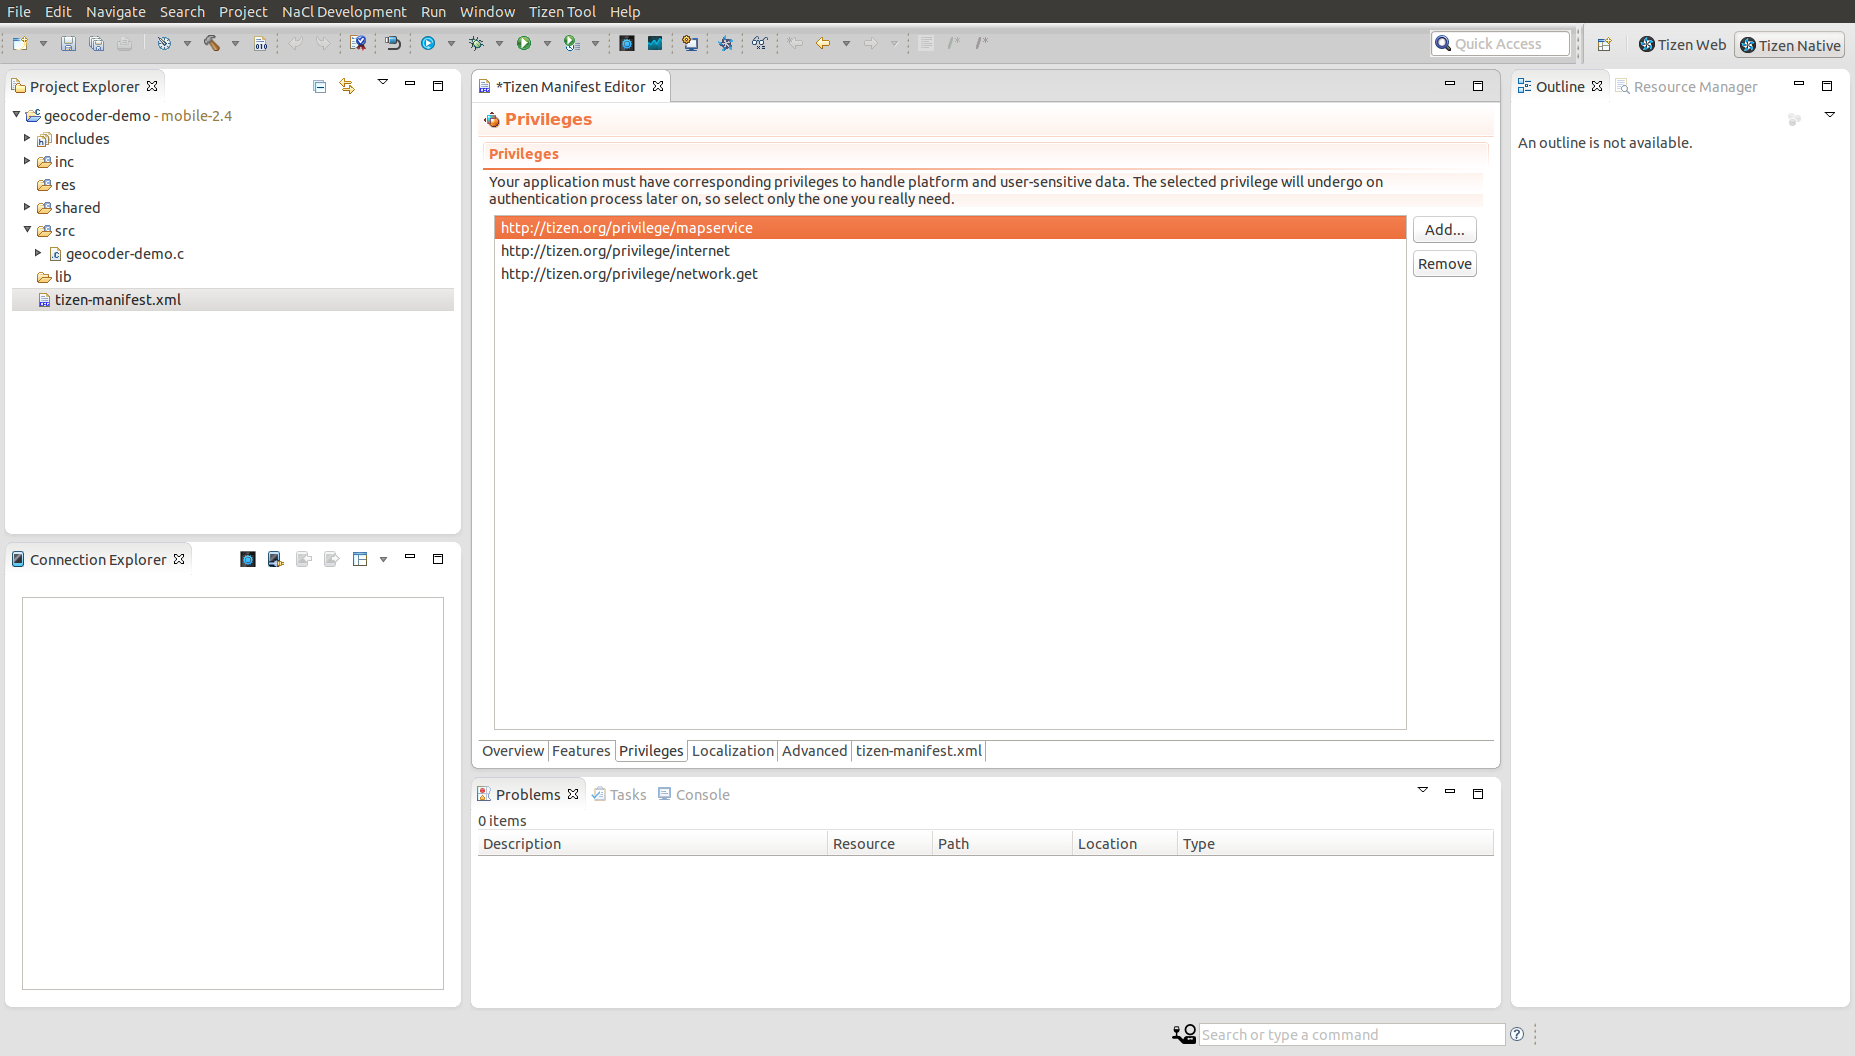 File Edit Navigate Search Project NaCl Development Run Window Tizen Tool Help
Quick Access
Tizen Web
Tizen Native
Project Explorer
geocoder-demo - mobile-2.4
Includes
inc
res
shared
src
geocoder-demo.c
lib
tizen-manifest.xml
Connection Explorer
*Tizen Manifest Editor
Privileges
Privileges
Your application must have corresponding privileges to handle platform and user-sensitive data. The selected privilege will undergo on
authentication process later on, so select only the one you really need.
http://tizen.org/privilege/mapservice
http://tizen.org/privilege/internet
http://tizen.org/privilege/network.get
Add...
Remove
Overview Features Privileges Localization Advanced tizen-manifest.xml
Problems Tasks Console
0 items
Description Resource Path Location Type
Outline Resource Manager
An outline is not available.
Search or type a command